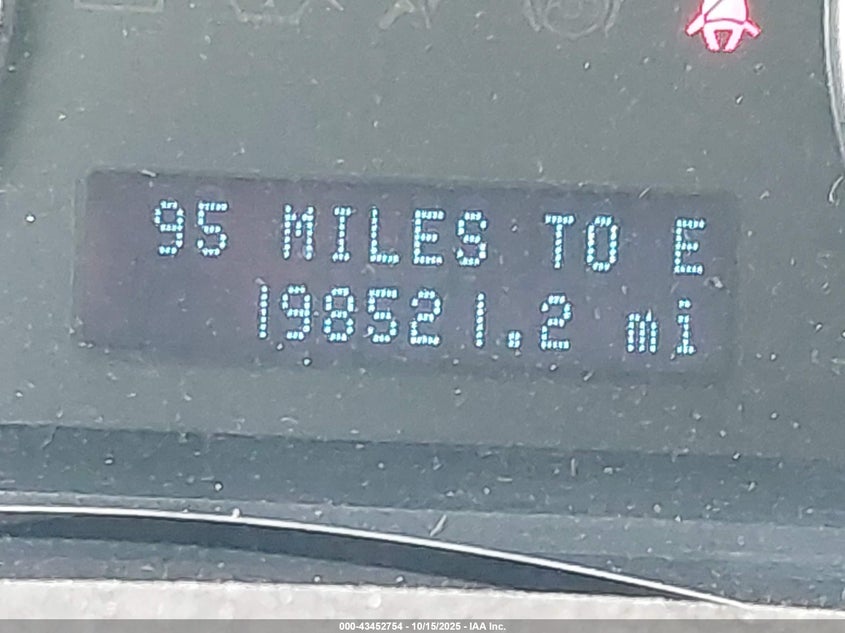 95 MILES TO E
198521.2 mi
000-43452754 - 10/15/2025 - IAA Inc.